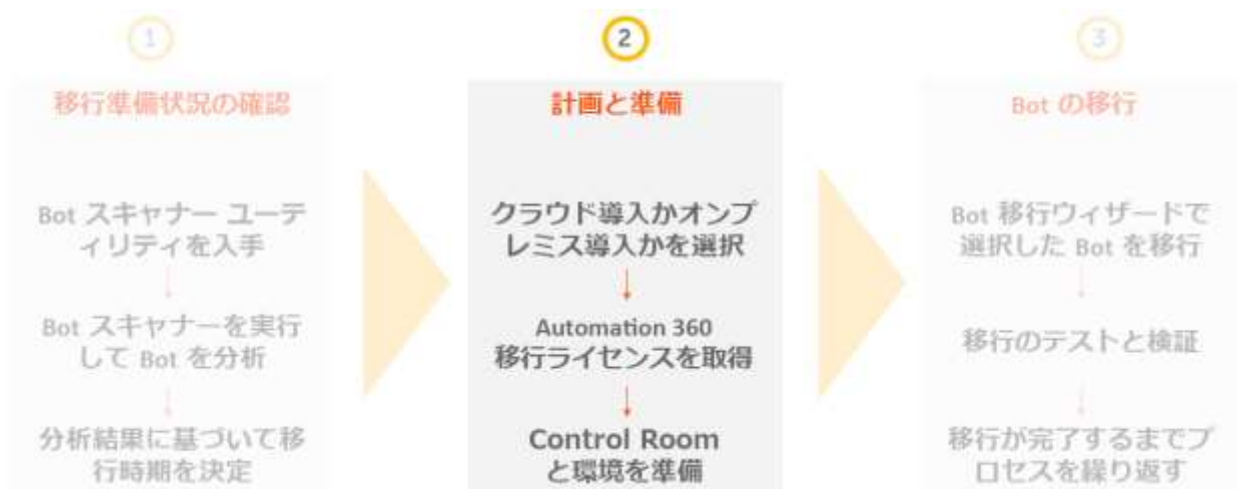 1
移行準備状況の確認
Bot スキャナー ユーテ
ィリティを入手
Bot スキャナーを実行
して Bot を分析
分析結果に基づいて移
行時期を決定
2
計画と準備
クラウド導入かオンプ
レミス導入かを選択
Automation 360
移行ライセンスを取得
Control Room
と環境を準備
3
Bot の移行
Bot 移行ウィザードで
選択した Bot を移行
移行のテストと検証
移行が完了するまでプ
ロセスを繰り返す